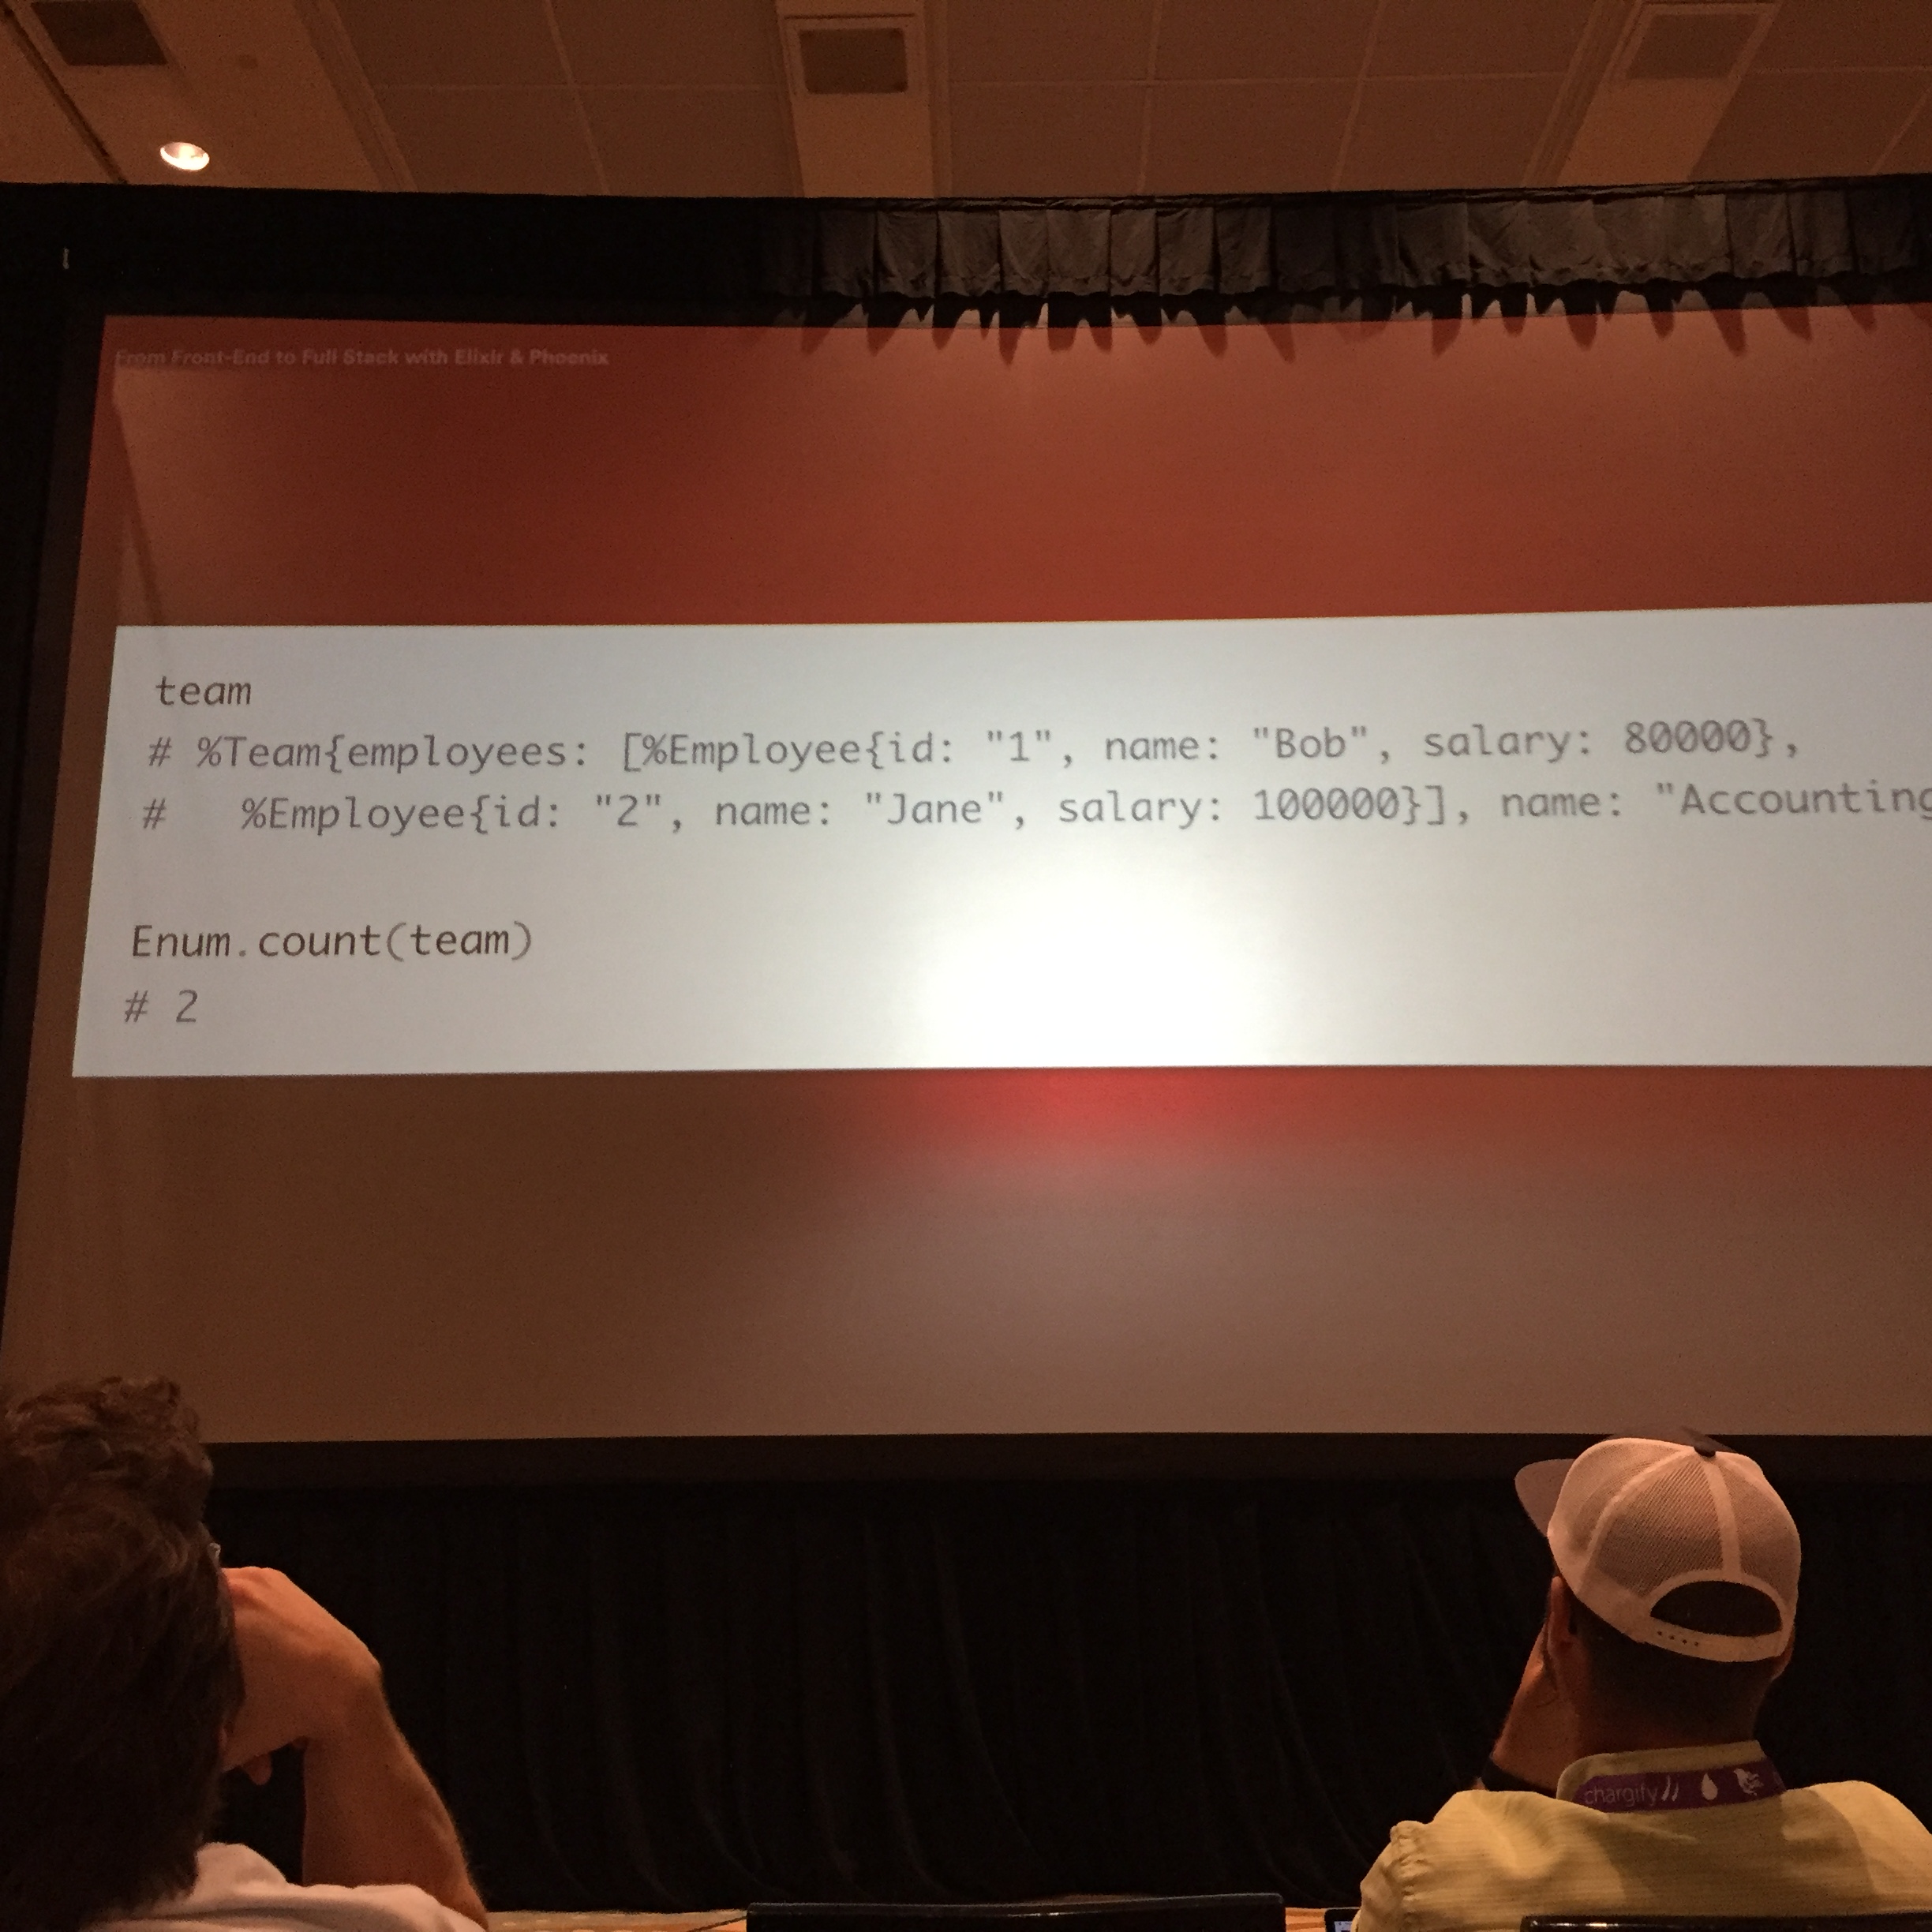 From Front-End to Full Stack with Elixir & Phoenix
team
# %Team{employees: [%Employee{id: "1", name: "Bob", salary: 80000},
#   %Employee{id: "2", name: "Jane", salary: 100000}], name: "Accounting
Enum.count(team)
# 2
chargify